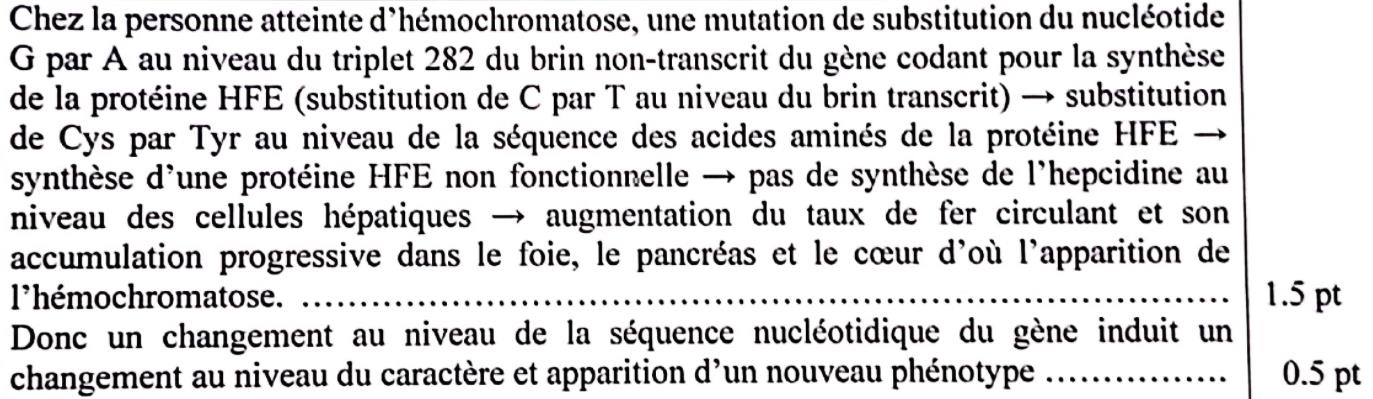 Chez la personne atteinte d'hémochromatose, une mutation de substitution du nucléotide
G par A au niveau du triplet 282 du brin non-transcrit du gène codant pour la synthèse
de la protéine HFE (substitution de C par T au niveau du brin transcrit) → substitution
de Cys par Tyr au niveau de la séquence des acides aminés de la protéine HFE →
synthèse d'une protéine HFE non fonctionnelle → pas de synthèse de l'hepcidine au
niveau des cellules hépatiques → augmentation du taux de fer circulant et son
accumulation progressive dans le foie, le pancréas et le cœur d'où l'apparition de
l'hémochromatose. ........................................................................ 1.5 pt
Donc un changement au niveau de la séquence nucléotidique du gène induit un
changement au niveau du caractère et apparition d'un nouveau phénotype ................ 0.5 pt